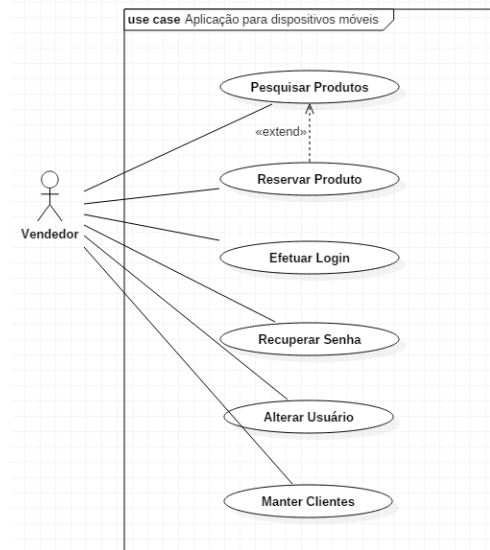 use case Aplicação para dispositivos móveis
Pesquisar Produtos
«extend»
Reservar Produto
Vendedor
Efetuar Login
Recuperar Senha
Alterar Usuário
Manter Clientes